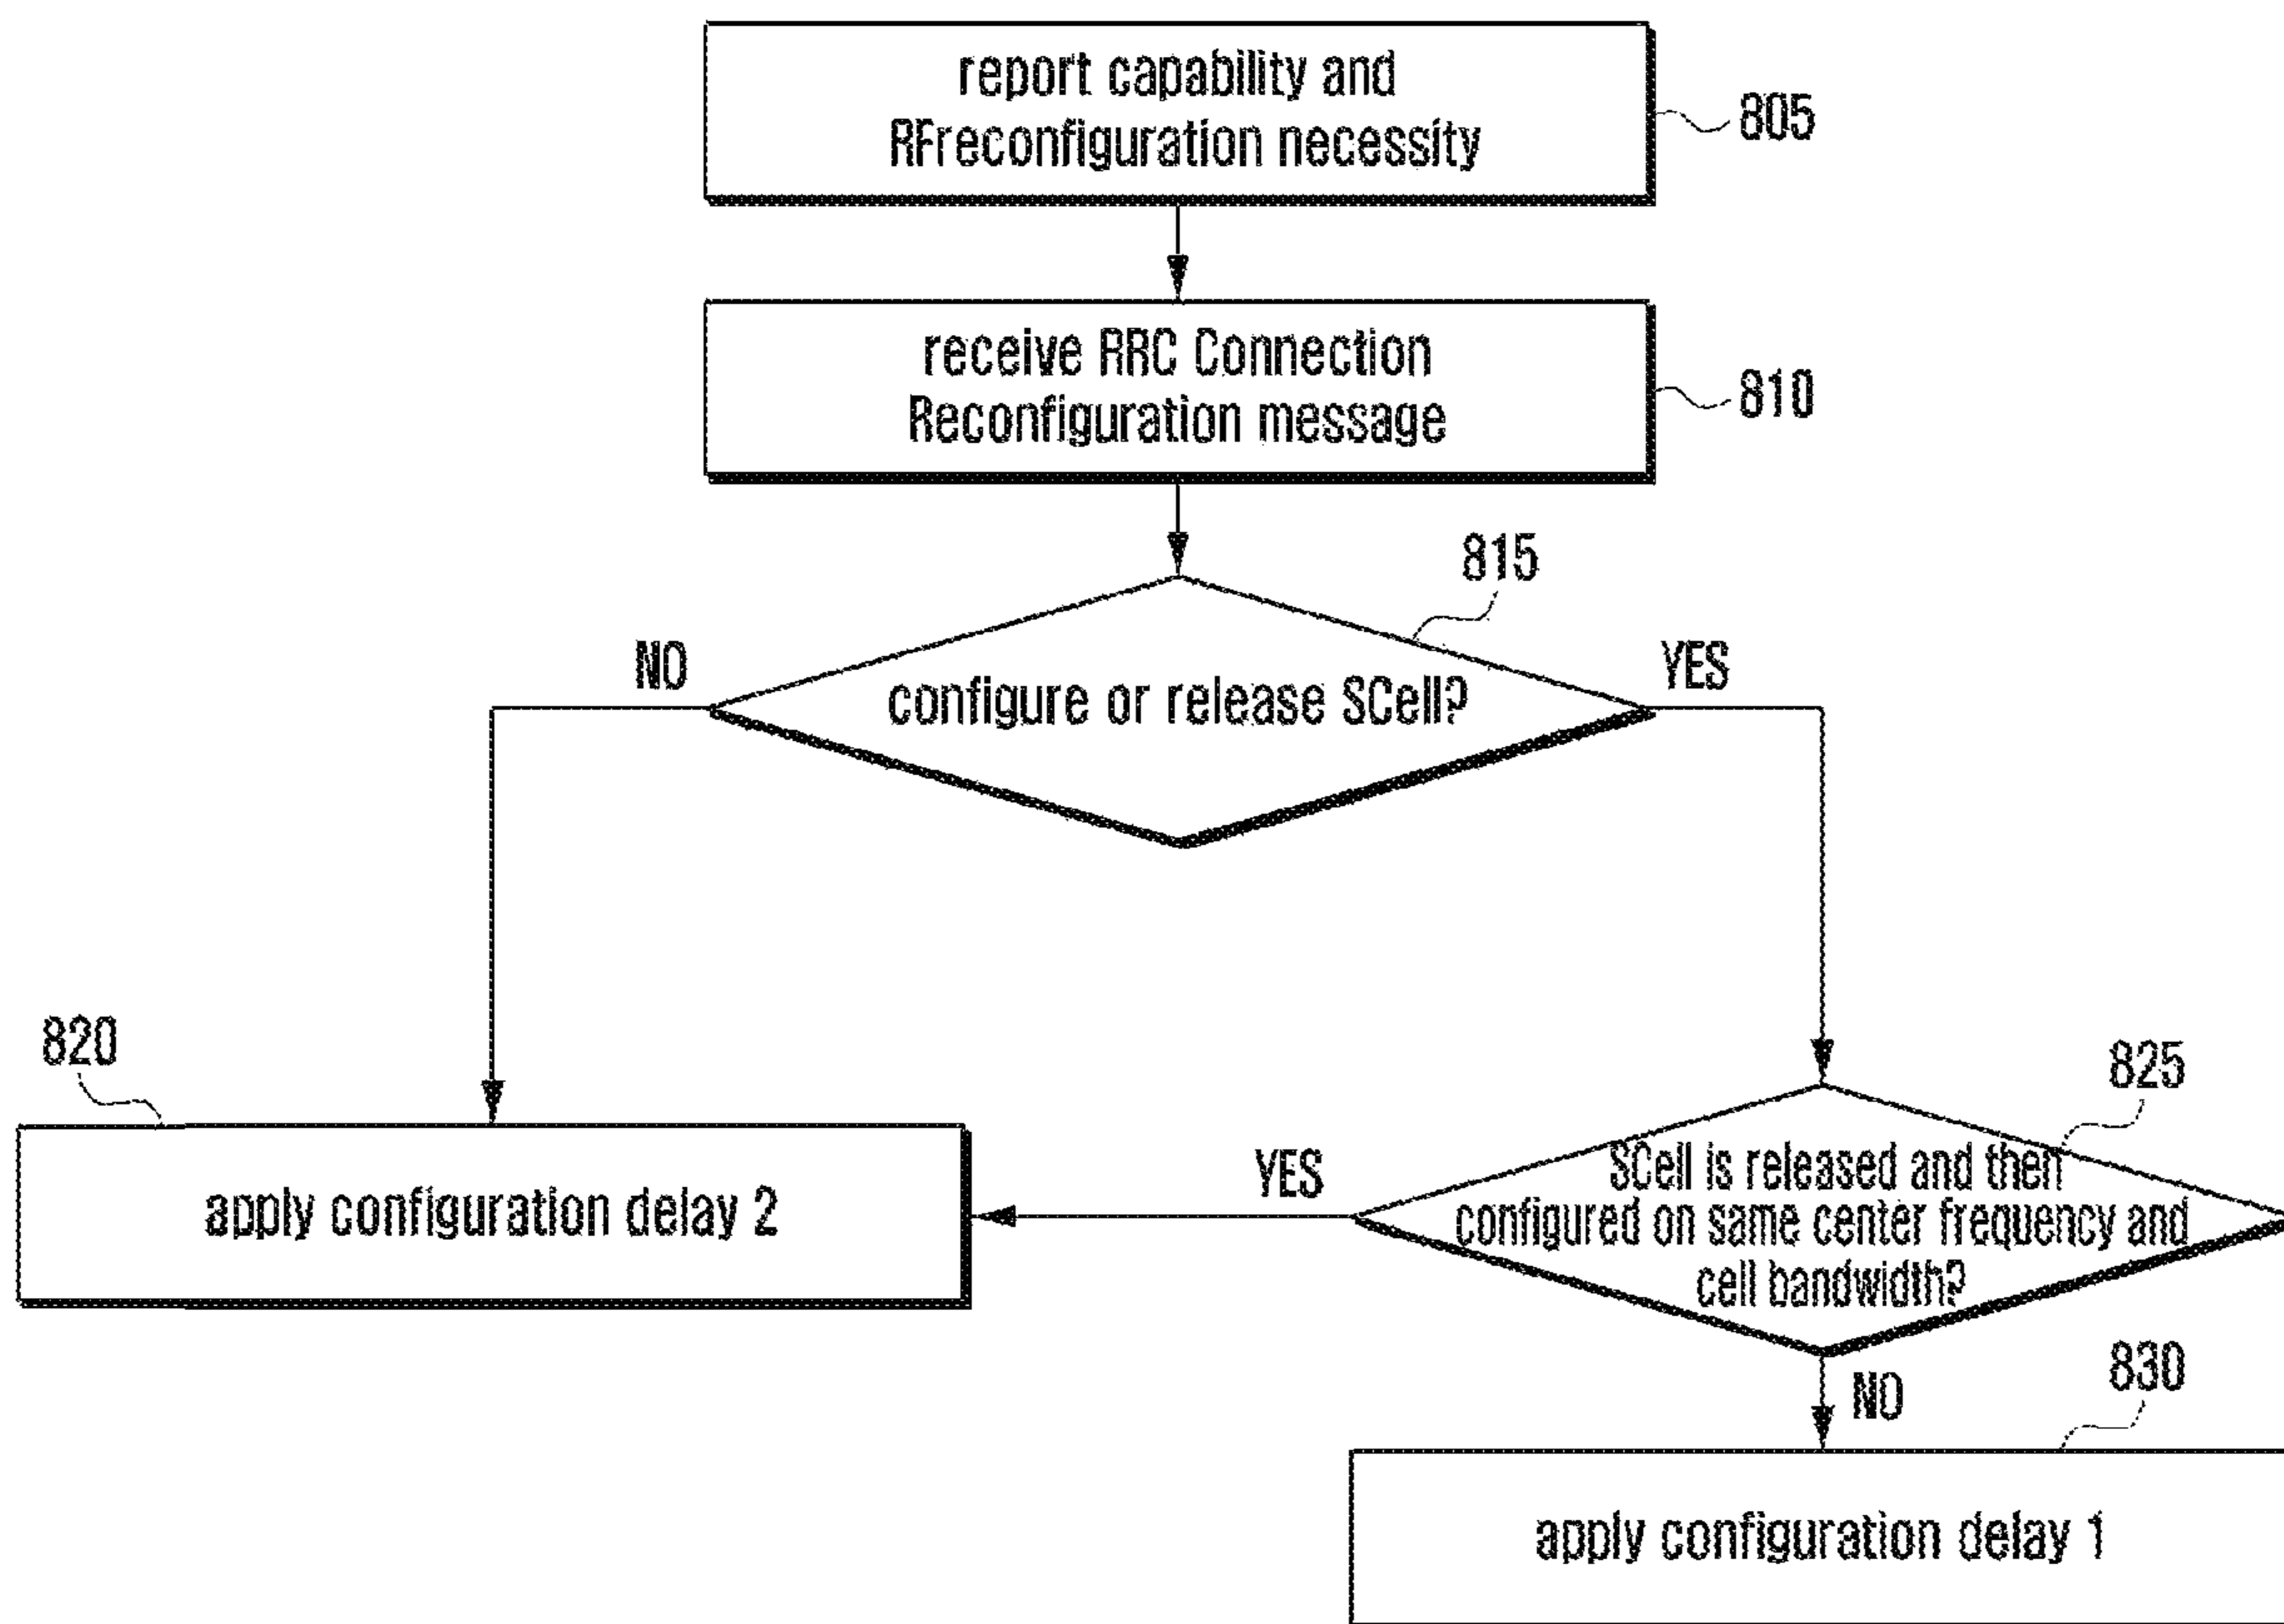 report capability and
RFreconfiguration necessity
805
receive RRC Connection
Reconfiguration message
810
815
NO
YES
configure or release SCell?
820
825
apply configuration delay 2
YES
SCell is released and then
configured on same center frequency and
cell bandwidth?
NO
830
apply configuration delay 1